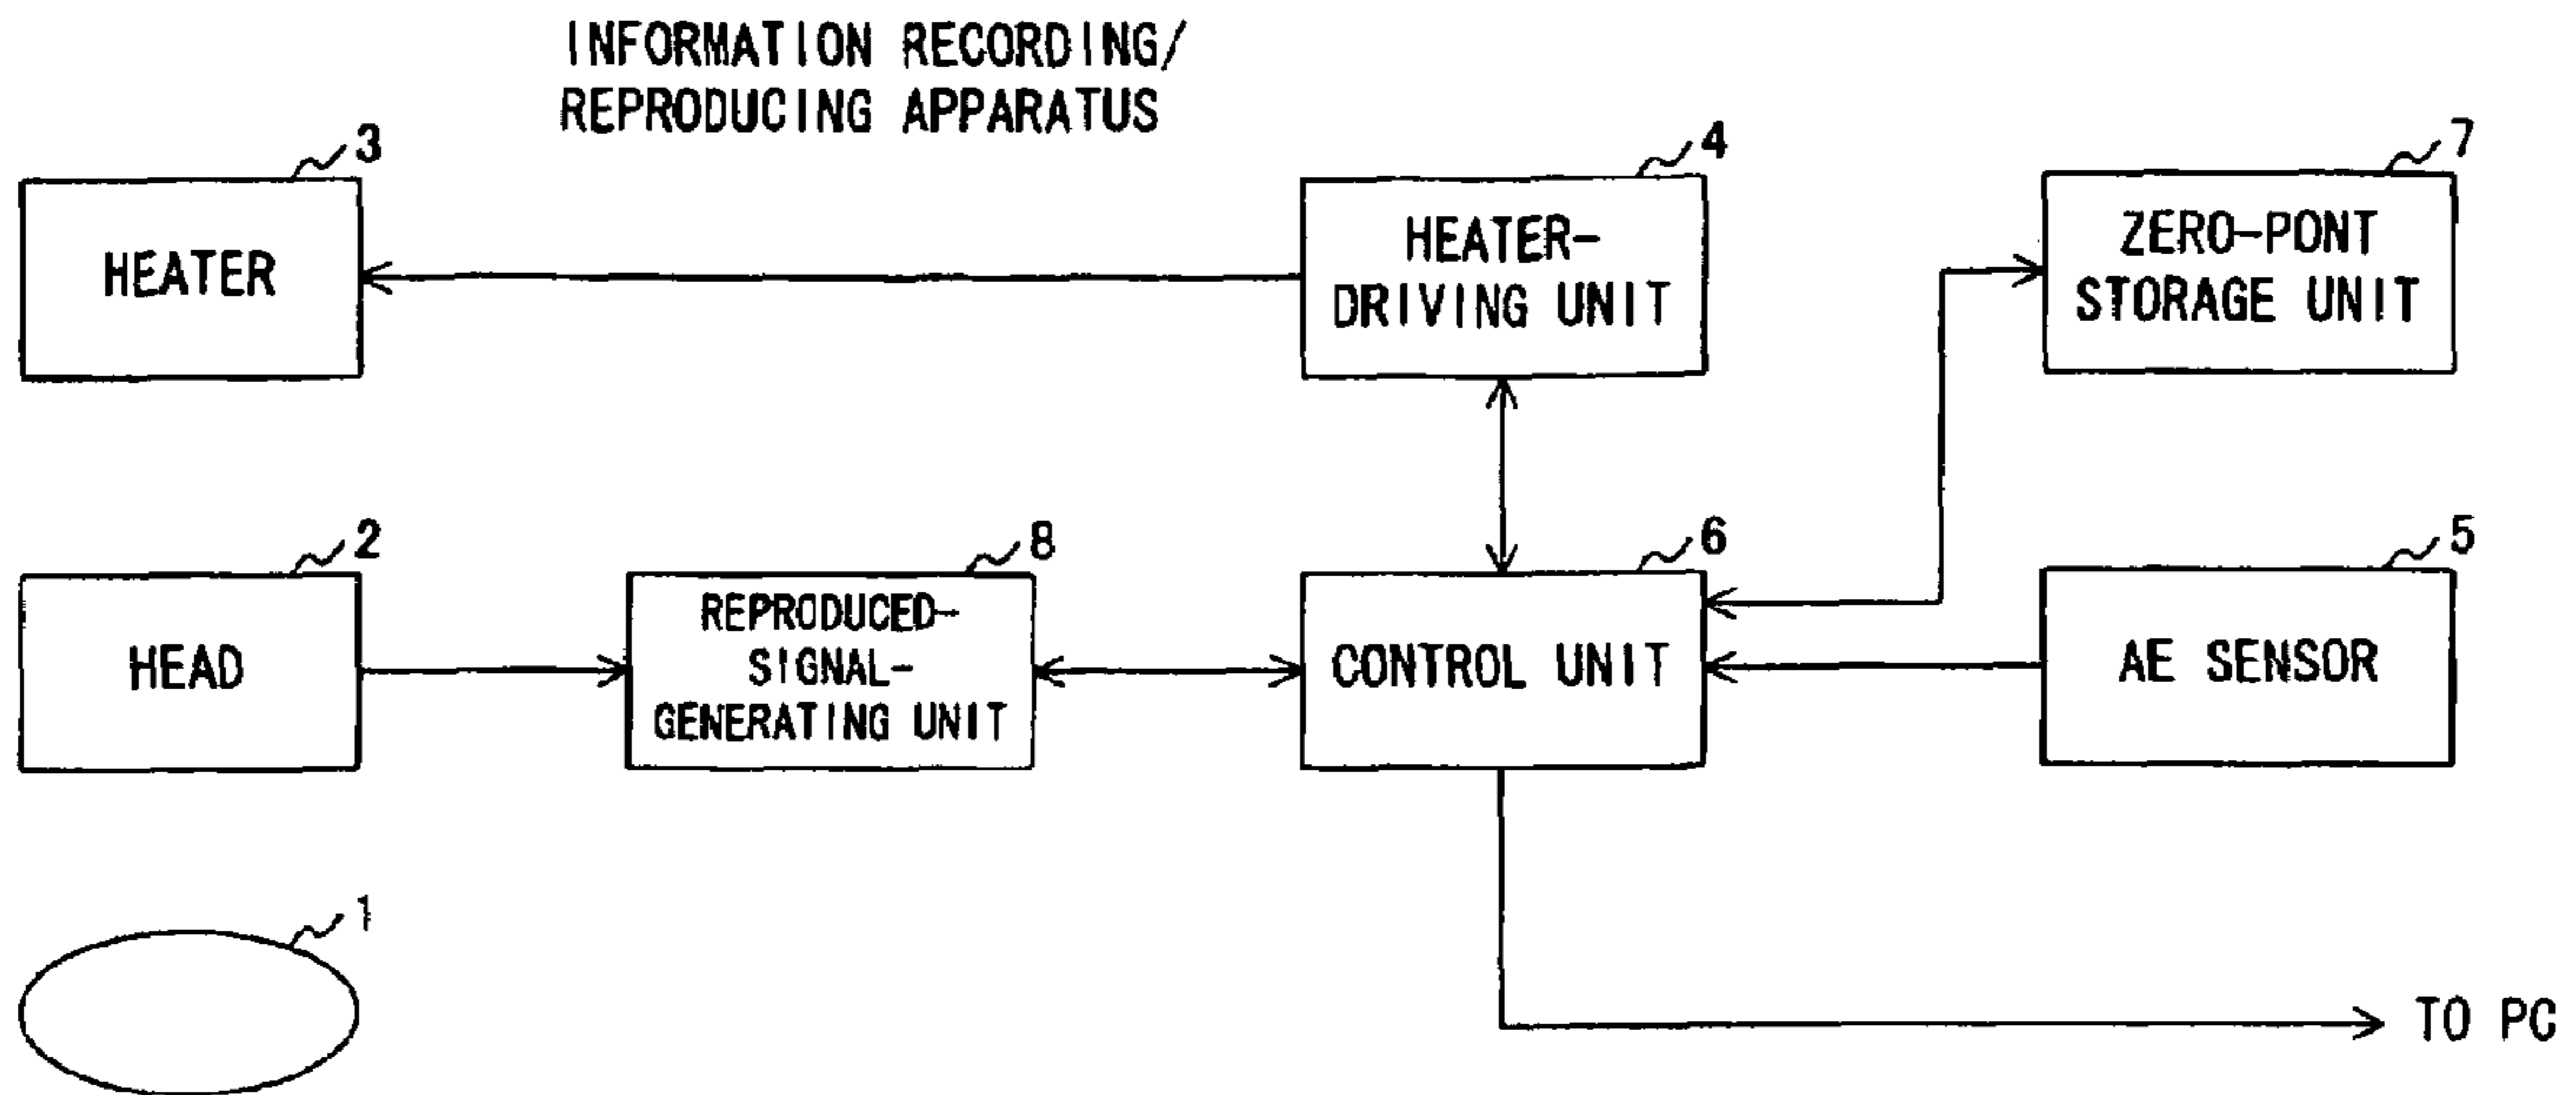 INFORMATION RECORDING/
REPRODUCING APPARATUS
3
4
7
HEATER
HEATER-
DRIVING UNIT
ZERO-PONT
STORAGE UNIT
2
8
6
5
HEAD
REPRODUCED-
SIGNAL-
GENERATING UNIT
CONTROL UNIT
AE SENSOR
1
TO PC